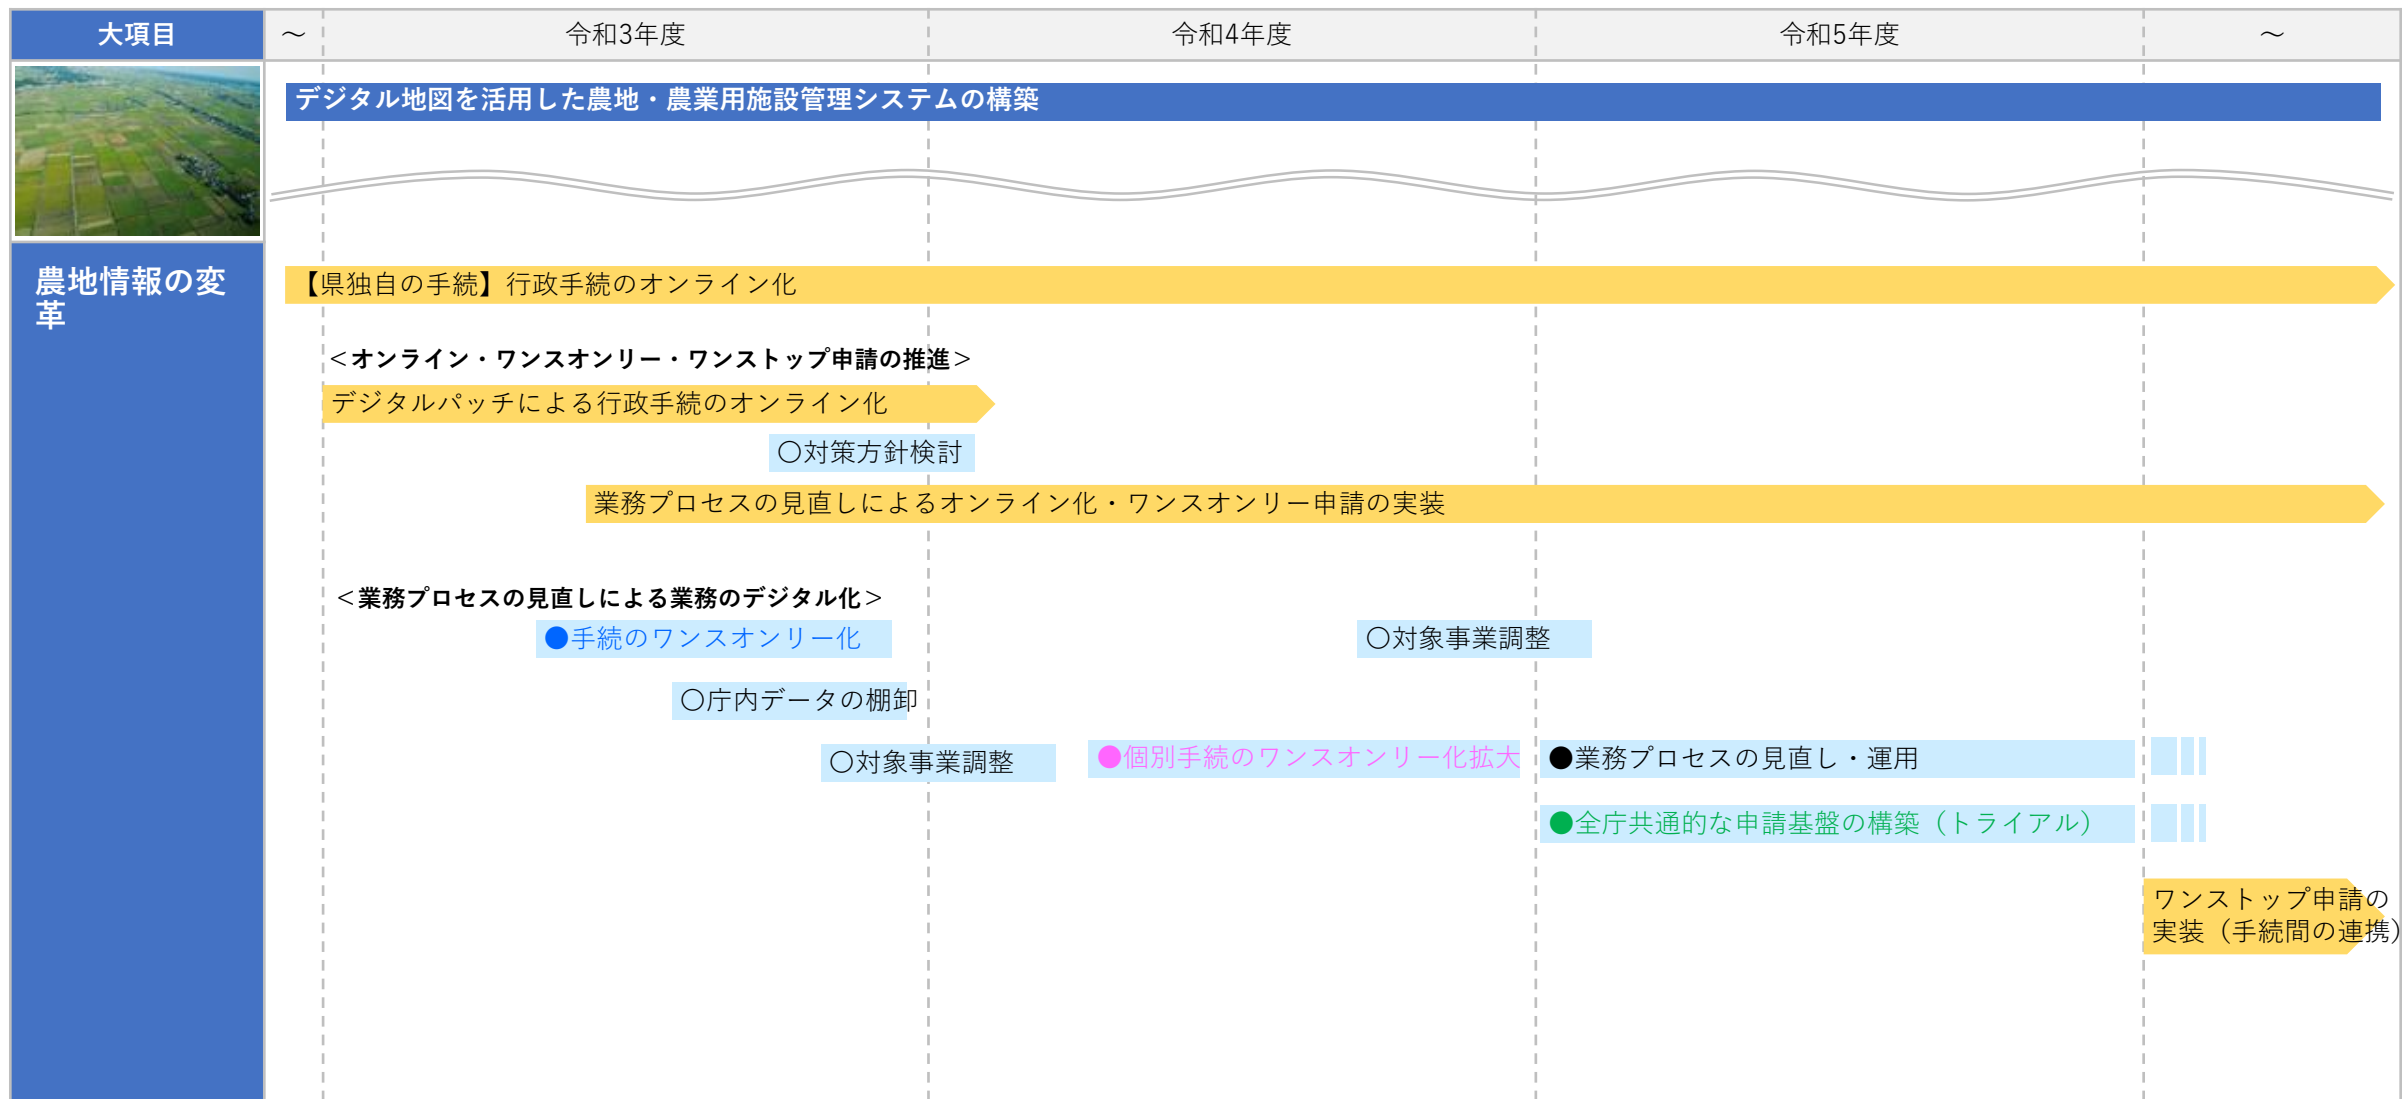 大項目
～
令和3年度
令和4年度
令和5年度
～
デジタル地図を活用した農地・農業用施設管理システムの構築
農地情報の変
革
【県独自の手続】行政手続のオンライン化
＜オンライン・ワンスオンリー・ワンストップ申請の推進＞
デジタルパッチによる行政手続のオンライン化
〇対策方針検討
業務プロセスの見直しによるオンライン化・ワンスオンリー申請の実装
＜業務プロセスの見直しによる業務のデジタル化＞
●手続のワンスオンリー化
〇対象事業調整
〇庁内データの棚卸
〇対象事業調整
●個別手続のワンスオンリー化拡大
●業務プロセスの見直し・運用
●全庁共通的な申請基盤の構築（トライアル）
ワンストップ申請の
実装（手続間の連携）